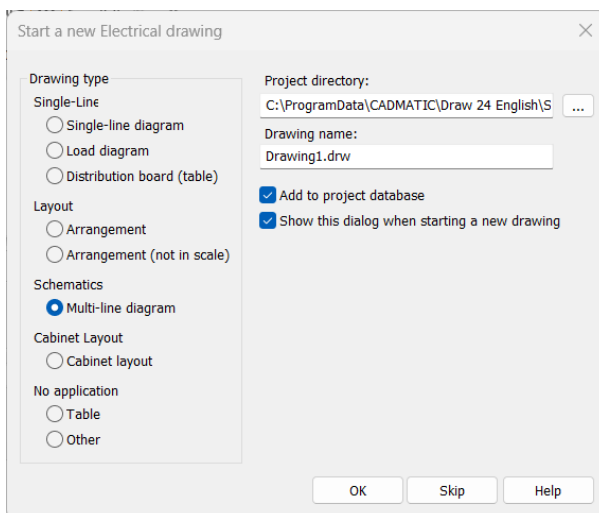 Start a new Electrical drawing
Drawing type
Single-Line
Single-line diagram
Load diagram
Distribution board (table)
Layout
Arrangement
Arrangement (not in scale)
Schematics
Multi-line diagram
Cabinet Layout
Cabinet layout
No application
Table
Other
Project directory:
C:\ProgramData\CADMATIC\Draw 24 English\S
...
Drawing name:
Drawing1.drw
Add to project database
Show this dialog when starting a new drawing
OK Skip Help